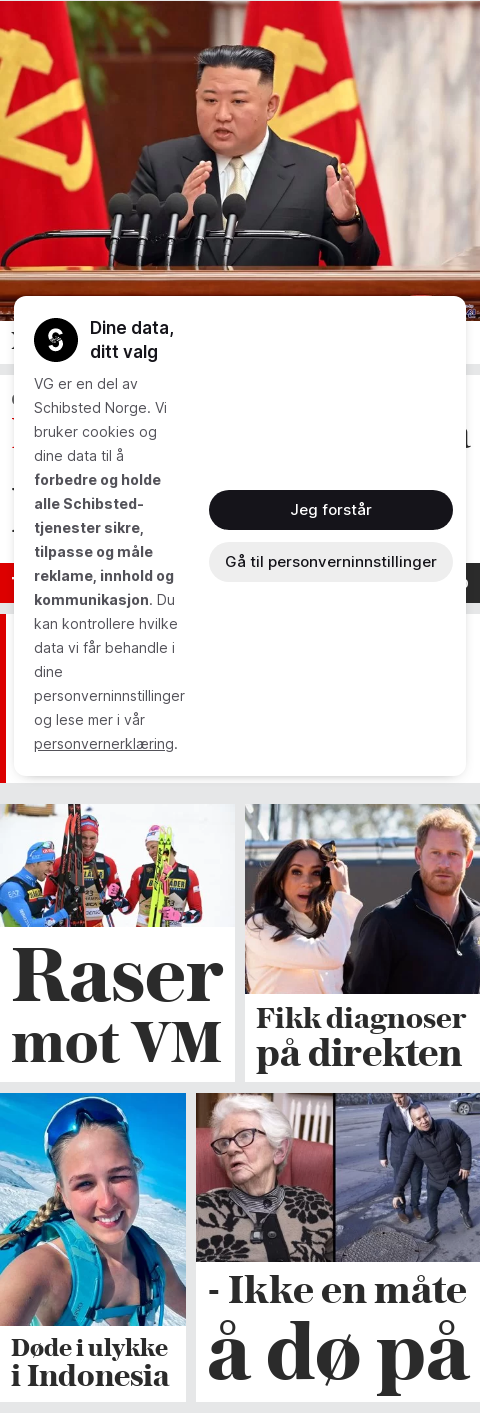 Dine data,
ditt valg
VG er en del av
Schibsted Norge. Vi
bruker cookies og
dine data til å
forbedre og holde
alle Schibsted-
tjenester sikre,
tilpasse og måle
reklame, innhold og
kommunikasjon. Du
kan kontrollere hvilke
data vi får behandle i
dine
personverninnstillinger
og lese mer i vår
personvernerklæring.
Jeg forstår
Gå til personverninnstillinger
Raser
mot VM
Fikk diagnoser
på direkten
Døde i ulykke
i Indonesia
- Ikke en måte
å dø på